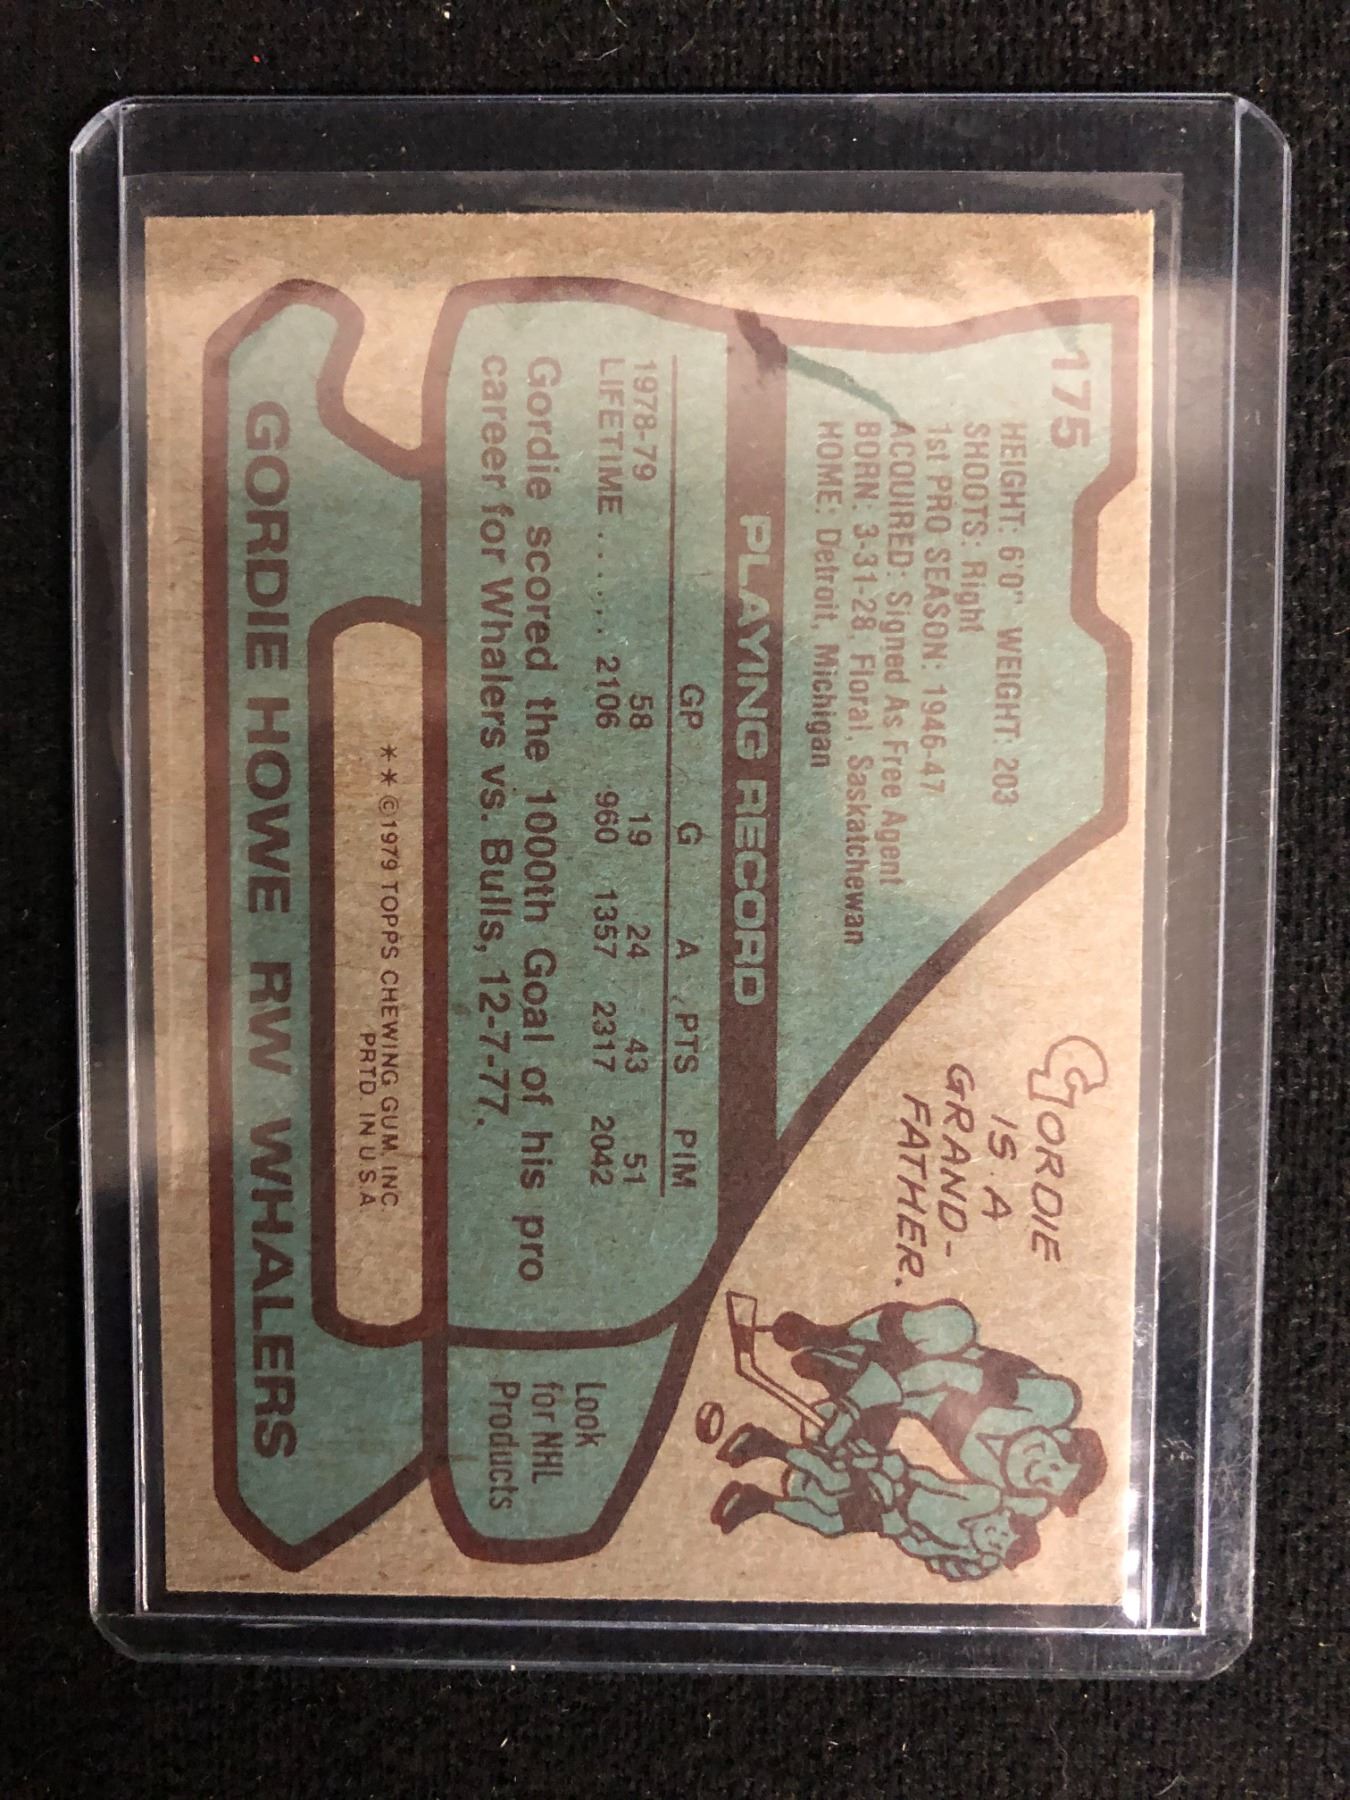 175
HEIGHT: 6'0" WEIGHT: 203
SHOOTS: Right
1st PRO SEASON: 1946-47
ACQUIRED: Signed As Free Agent
BORN: 3-31-28, Floral, Saskatchewan
HOME: Detroit, Michigan
GORDIE
IS A
GRAND-
FATHER.
PLAYING RECORD
GP G A PTS PIM
1978-79 58 19 24 43 51
LIFETIME ..... 2106 960 1357 2317 2042
Gordie scored the 1000th Goal of his pro
career for Whalers vs. Bulls, 12-7-77.
Look
for NHL
Products
**©1979 TOPPS CHEWING GUM, INC
PRTD. IN U S A
GORDIE HOWE RW WHALERS